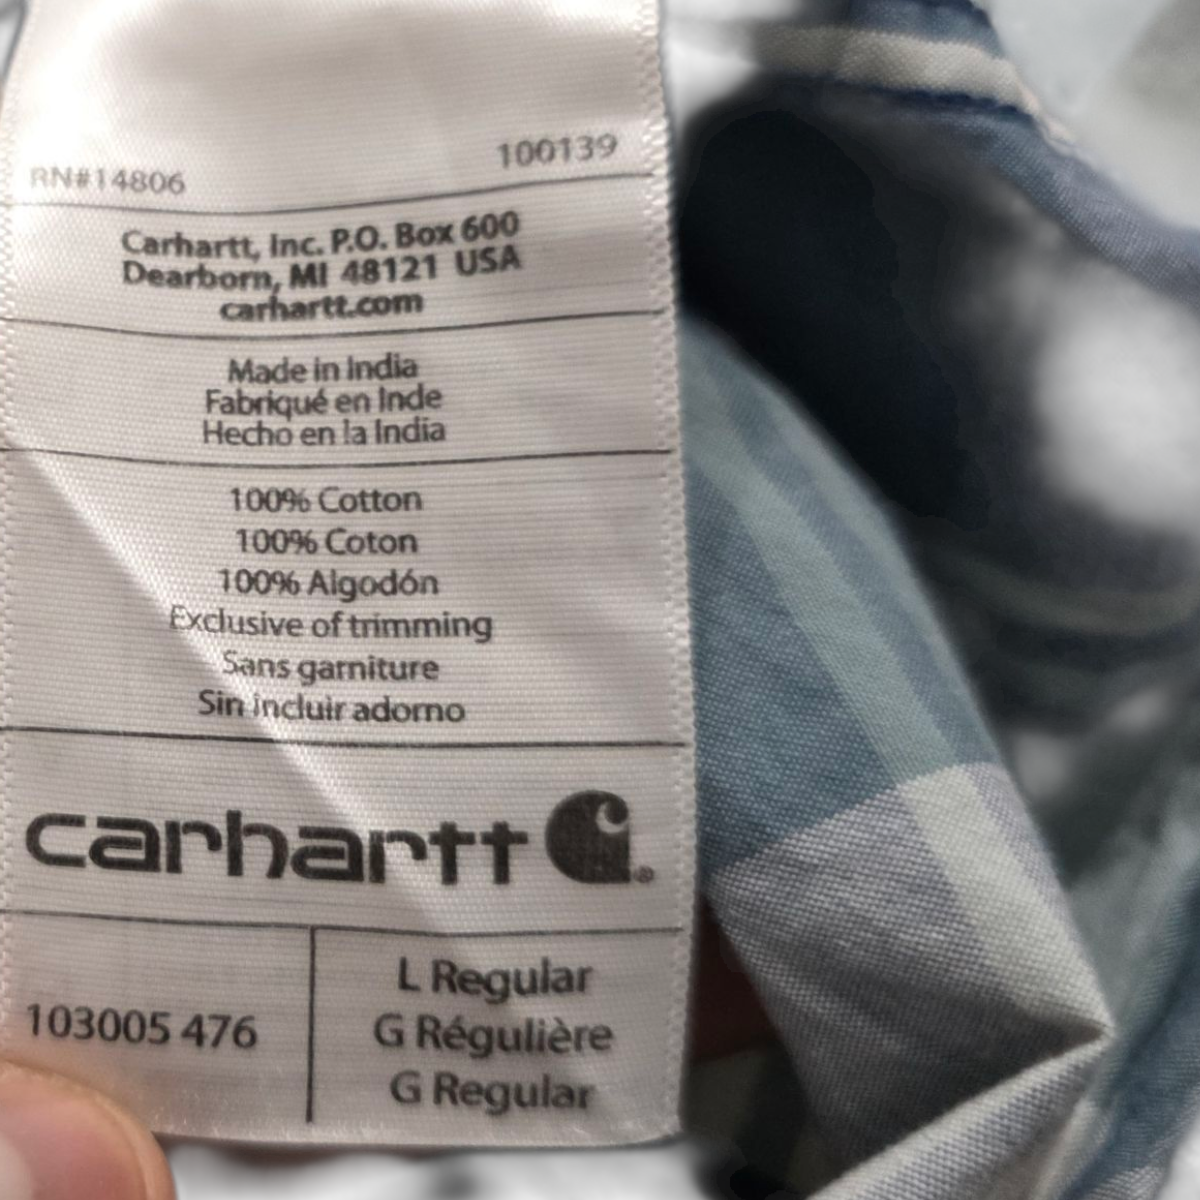 RN#14806 100139
Carhartt, Inc. P.O. Box 600
Dearborn, MI 48121 USA
carhartt.com
Made in India
Fabriqué en Inde
Hecho en la India
100% Cotton
100% Coton
100% Algodón
Exclusive of trimming
Sans garniture
Sin incluir adorno
carhartt
103005 476
L Regular
G Régulière
G Regular